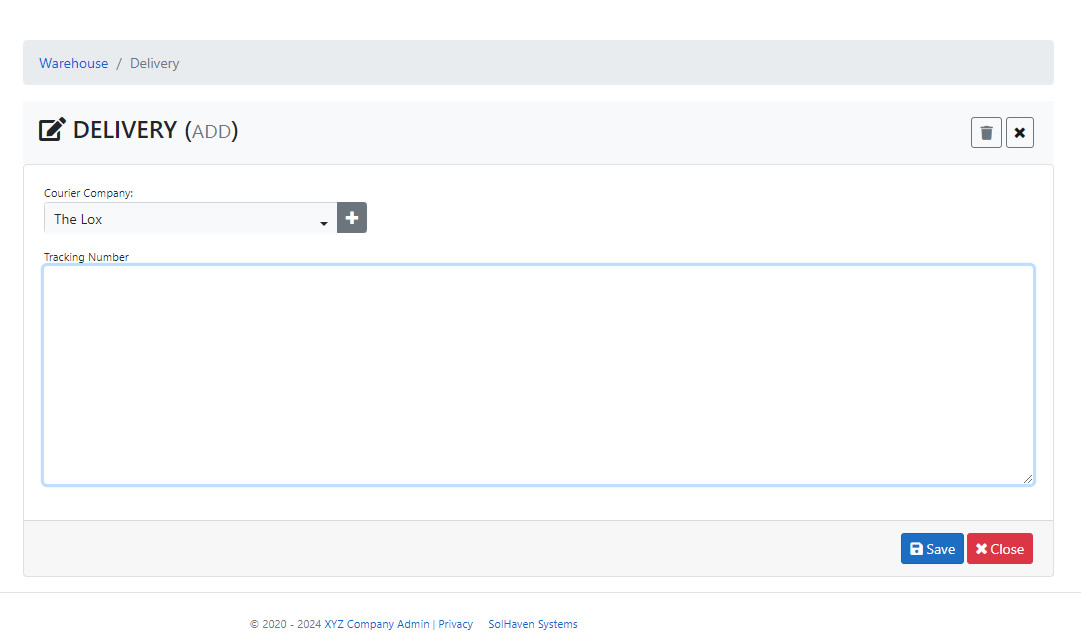 Warehouse / Delivery
DELIVERY (ADD)
Courier Company:
The Lox
Tracking Number
Save Close
© 2020 - 2024 XYZ Company Admin | Privacy SolHaven Systems